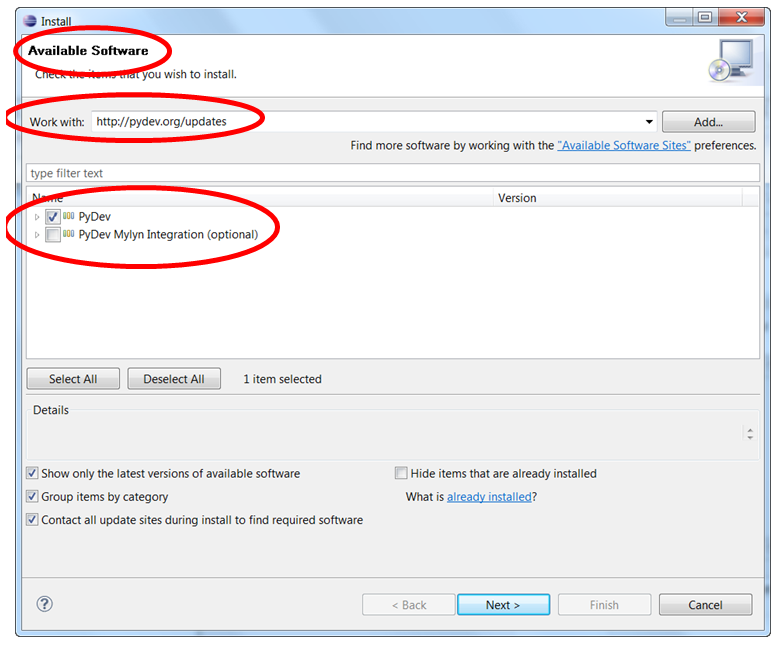 Install
Available Software
Check the items that you wish to install.
Work with: http://pydev.org/updates Add...
Find more software by working with the "Available Software Sites" preferences.
type filter text
Name Version
PyDev
PyDev Mylyn Integration (optional)
Select All Deselect All 1 item selected
Details
Show only the latest versions of available software Hide items that are already installed
Group items by category What is already installed?
Contact all update sites during install to find required software
? < Back Next > Finish Cancel